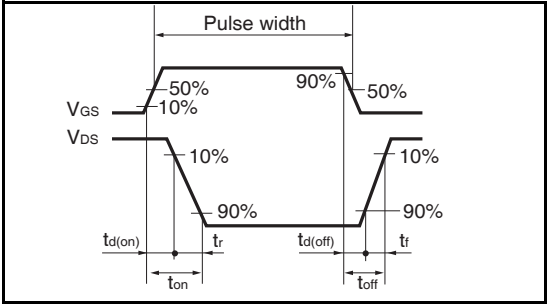 Pulse width
50%
10%
90%
50%
VGS
VDS
10%
90%
10%
90%
td(on)
tr
td(off)
tf
ton
toff